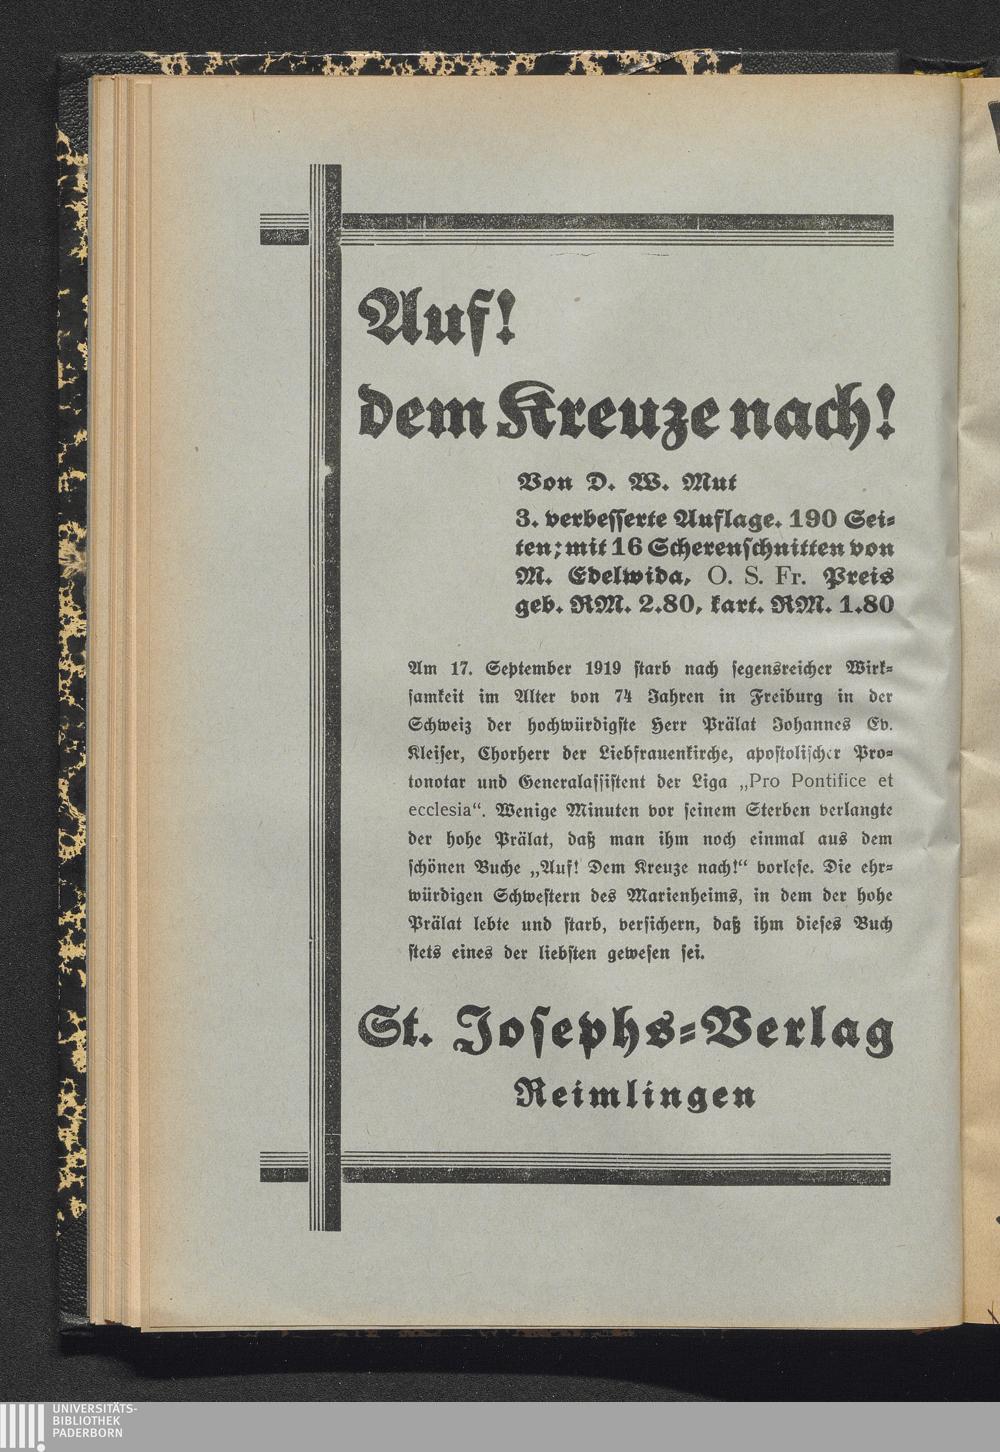 Auf!
dem Kreuze nach!
Von D. W. Mut
3. verbesserte Auflage. 190 Sei-
ten; mit 16 Scherenschnitten von
M. Edelwida, O. S. Fr. Preis
geb. RM. 2.80, kart. RM. 1.80
Am 17. September 1919 starb nach segensreicher Wirk-
samkeit im Alter von 74 Jahren in Freiburg in der
Schweiz der hochwürdigste Herr Prälat Johannes Ev.
Kleiser, Chorherr der Liebfrauenkirche, apostolischer Pro-
tonotar und Generalassistent der Liga „Pro Pontifice et
ecclesia“. Wenige Minuten vor seinem Sterben verlangte
der hohe Prälat, daß man ihm noch einmal aus dem
schönen Buche „Auf! Dem Kreuze nach!“ vorlese. Die ehr-
würdigen Schwestern des Marienheims, in dem der hohe
Prälat lebte und starb, versichern, daß ihm dieses Buch
stets eines der liebsten gewesen sei.
St. Josephs-Verlag
Reimlingen
UNIVERSITÄTS-
BIBLIOTHEK
PADERBORN